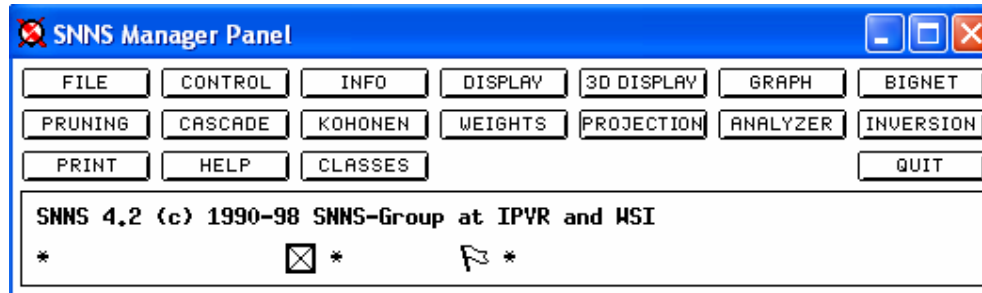 SNNS Manager Panel
FILE CONTROL INFO DISPLAY 3D DISPLAY GRAPH BIGNET
PRUNING CASCADE KOHONEN WEIGHTS PROJECTION ANALYZER INVERSION
PRINT HELP CLASSES QUIT
SNNS 4.2 (c) 1990-98 SNNS-Group at IPVR and WSI
* * *